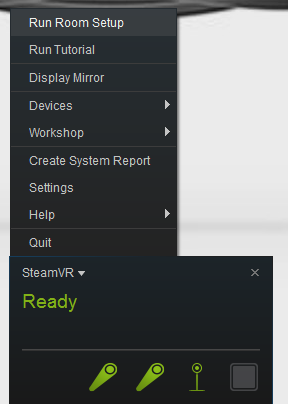 Run Room Setup
Run Tutorial
Display Mirror
Devices
Workshop
Create System Report
Settings
Help
Quit
SteamVR
Ready